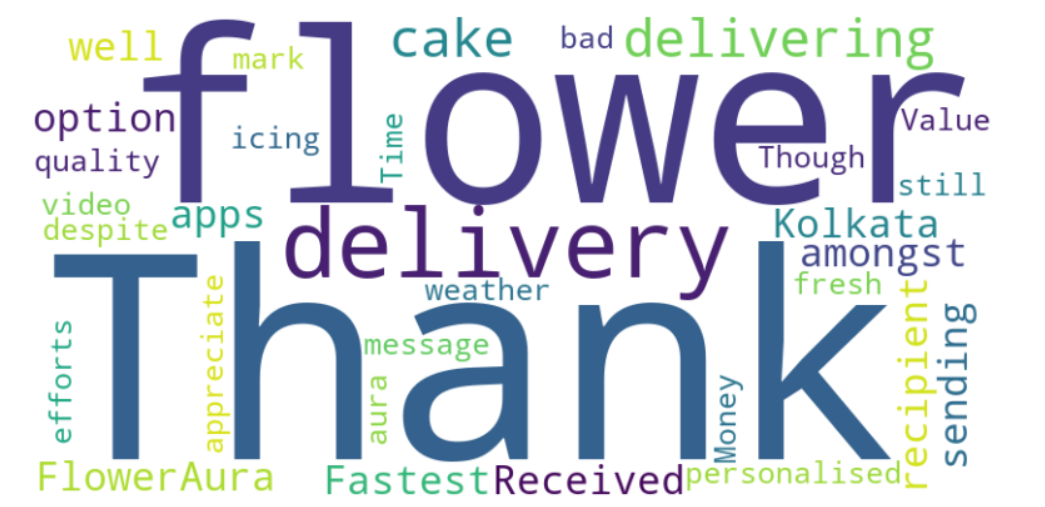 well
mark
cake
bad
delivering
flower
option
icing
Time
Value
quality
Though
still
video
apps
despite
delivery
Kolkata
amongst
weather
fresh
Thank
efforts
appreciate
message
aura
Money
recipient
sending
FlowerAura
Fastest
Received
personalised